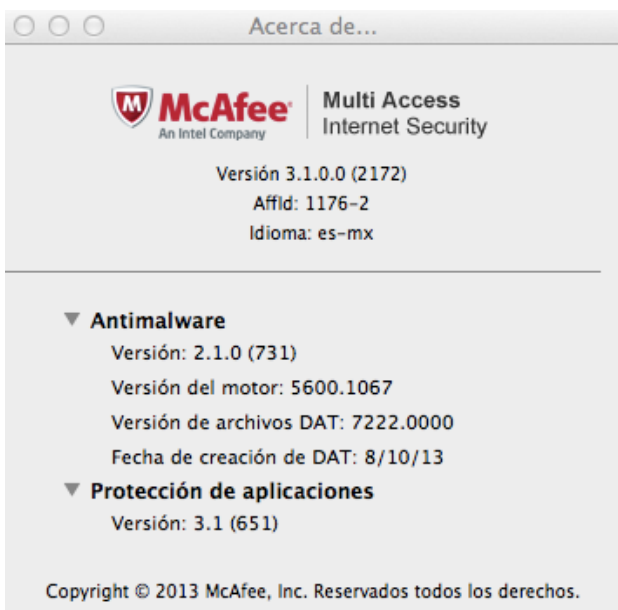 Acerca de...
McAfee
An Intel Company
Multi Access
Internet Security
Versión 3.1.0.0 (2172)
AffId: 1176-2
Idioma: es-mx
Antimalware
Versión: 2.1.0 (731)
Versión del motor: 5600.1067
Versión de archivos DAT: 7222.0000
Fecha de creación de DAT: 8/10/13
Protección de aplicaciones
Versión: 3.1 (651)
Copyright © 2013 McAfee, Inc. Reservados todos los derechos.